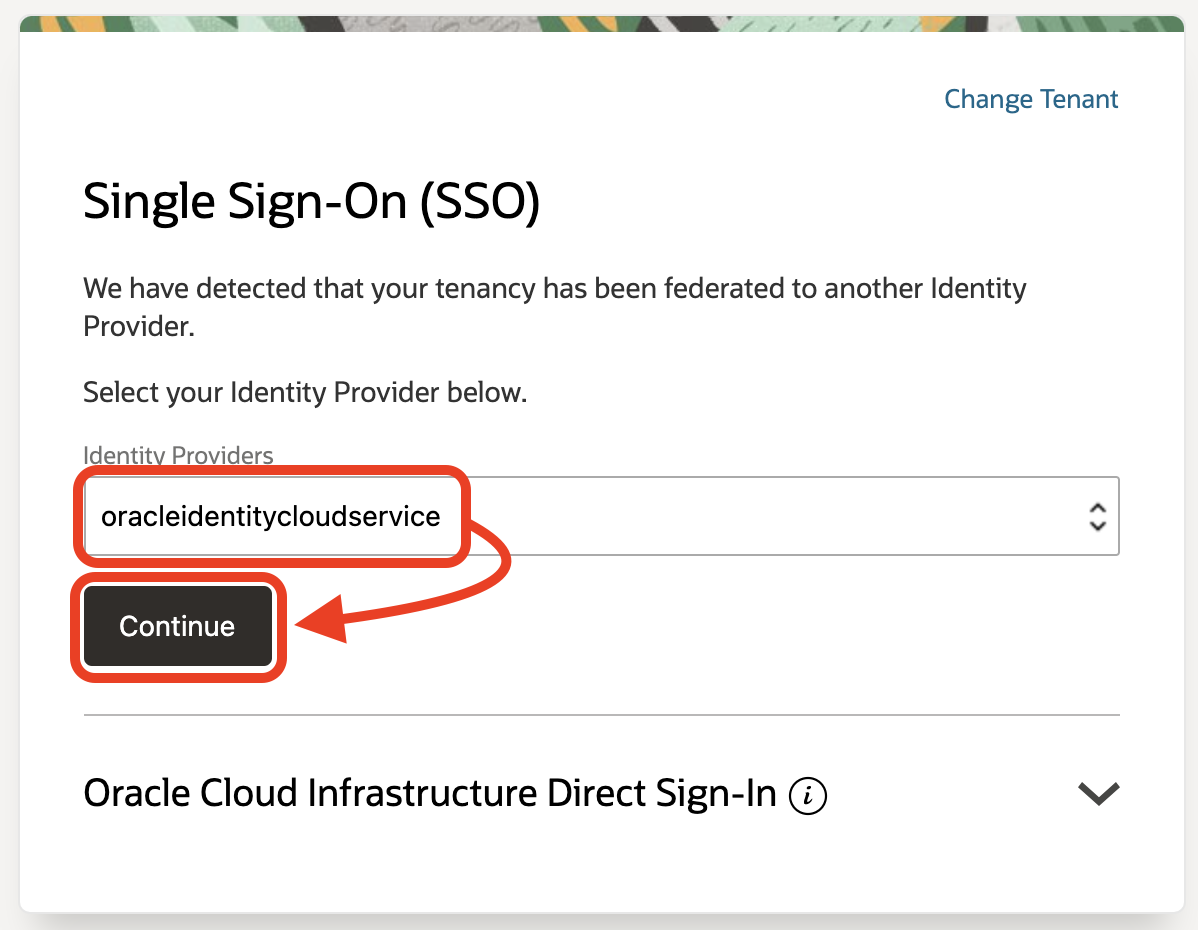 Change Tenant
Single Sign-On (SSO)
We have detected that your tenancy has been federated to another Identity
Provider.
Select your Identity Provider below.
Identity Providers
oracleidentitycloudservice
Continue
Oracle Cloud Infrastructure Direct Sign-In i